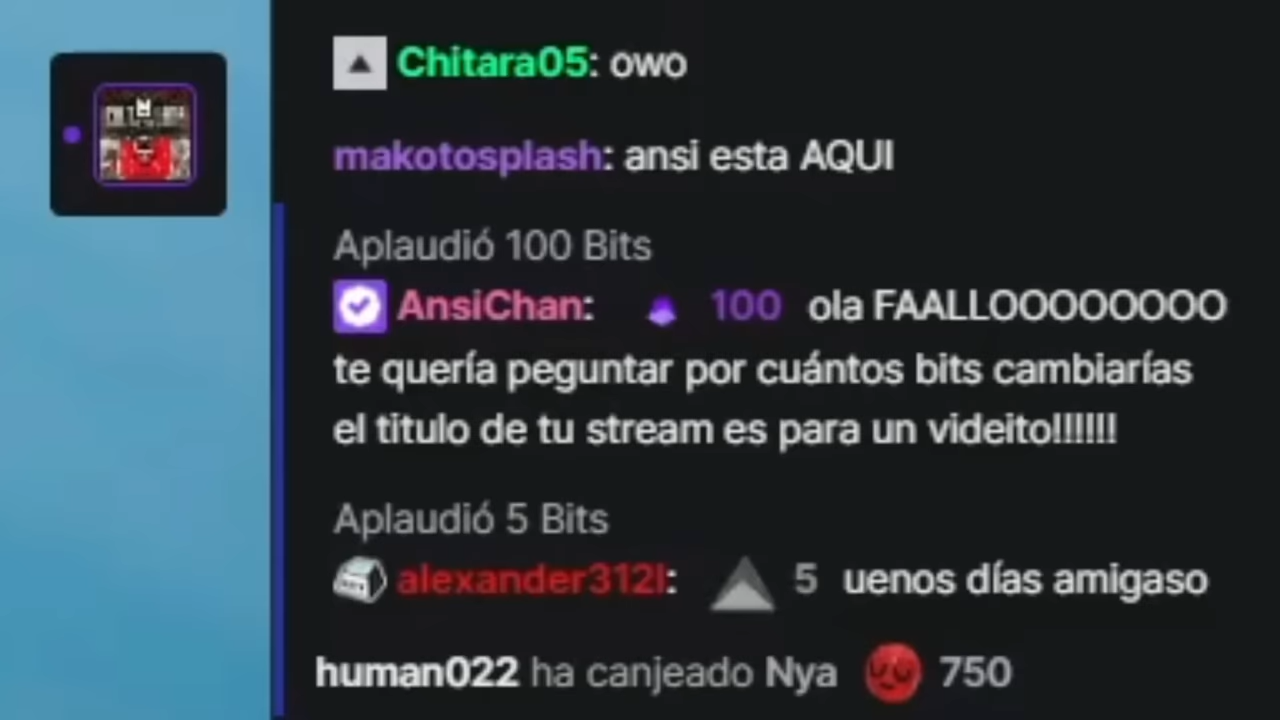 Chitara05: owo
makotosplash: ansi esta AQUI
Aplaudió 100 Bits
AnsiChan: 100 ola FAALLOOOOOOOO
te quería peguntar por cuántos bits cambiarías
el titulo de tu stream es para un videito!!!!!!
Aplaudió 5 Bits
alexander312l: 5 uenos días amigaso
human022 ha canjeado Nya 750